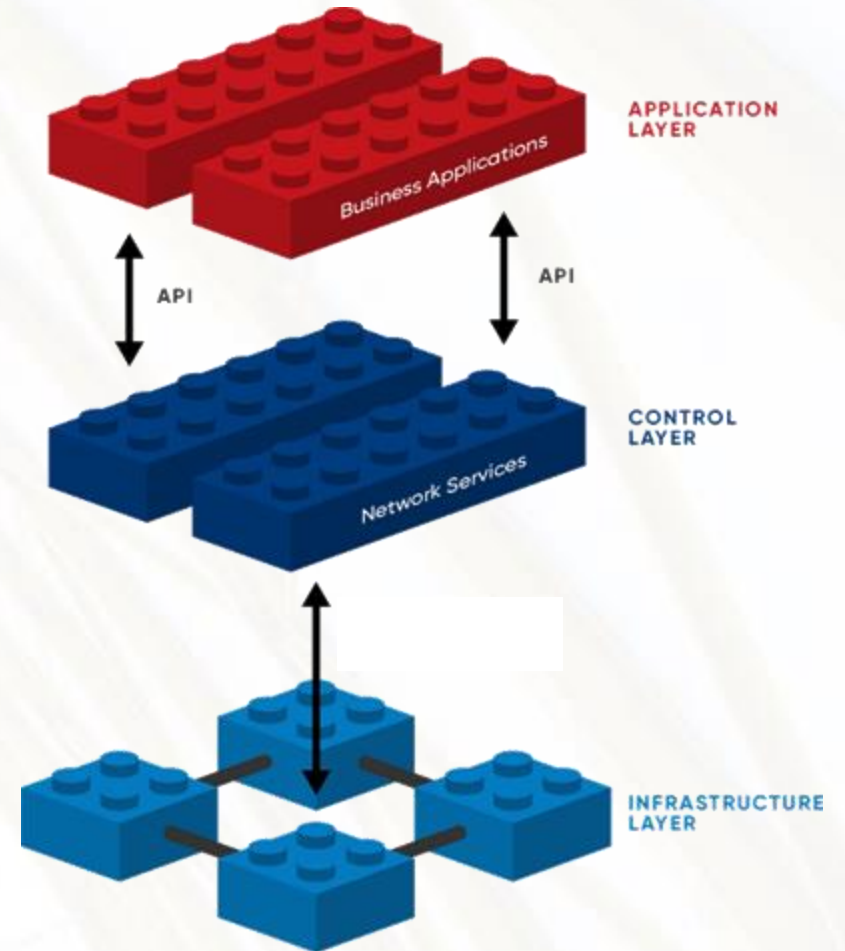 APPLICATION
LAYER
Business Applications
API
API
CONTROL
LAYER
Network Services
INFRASTRUCTURE
LAYER